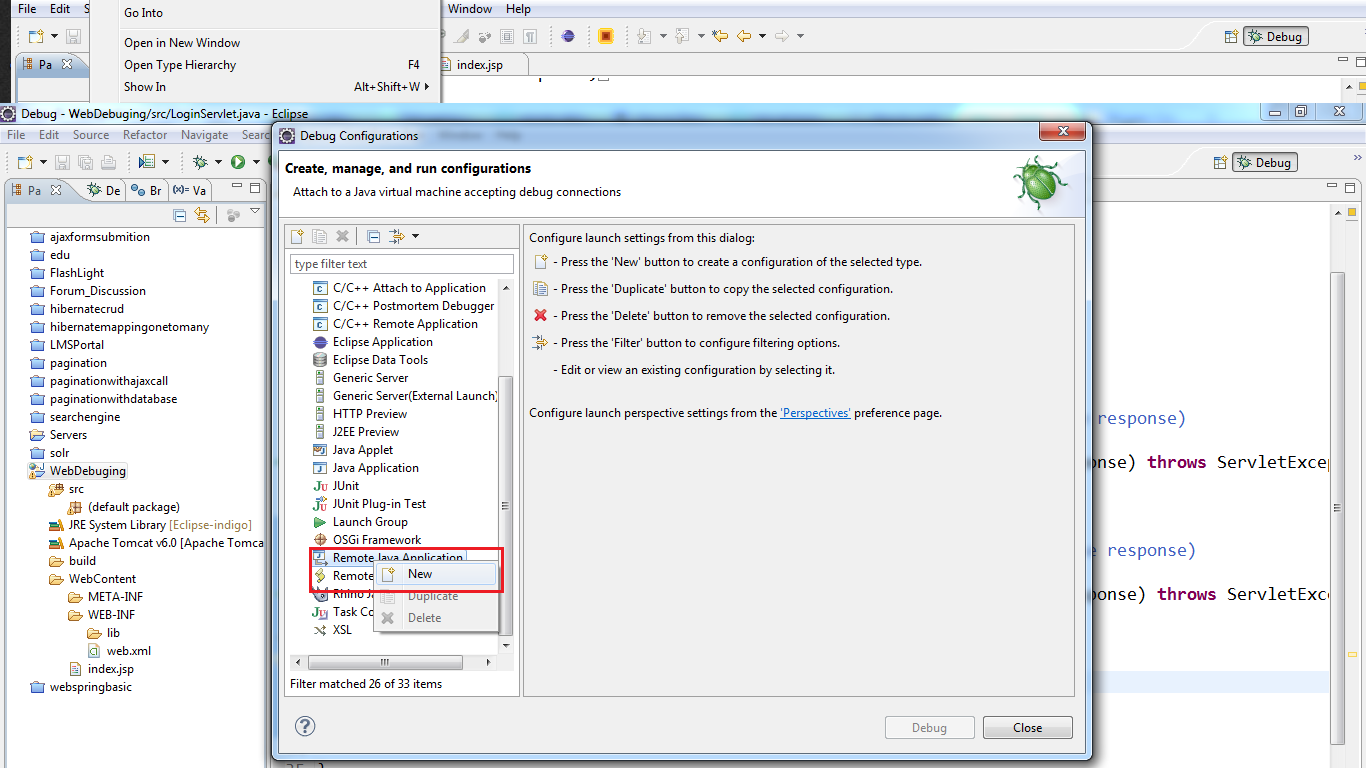 File Edit S
Go Into
Window Help
Open in New Window
Debug
Open Type Hierarchy F4
Pa
index.jsp
Show In Alt+Shift+W
Debug - WebDebuging/src/LoginServlet.java - Eclipse
File Edit Source Refactor Navigate Searc
Window Help
Debug Configurations
Debug
Create, manage, and run configurations
Attach to a Java virtual machine accepting debug connections
Pa De Br (x)= Va
ajaxformsubmition
edu
FlashLight
Forum_Discussion
hibernatecrud
hibernatemappingonetomany
LMSPortal
pagination
paginationwithajaxcall
paginationwithdatabase
searchengine
Servers
solr
WebDebuging
src
(default package)
JRE System Library [Eclipse-indigo]
Apache Tomcat v6.0 [Apache Tomca
build
WebContent
META-INF
WEB-INF
lib
web.xml
index.jsp
webspringbasic
type filter text
C/C++ Attach to Application
C/C++ Postmortem Debugger
C/C++ Remote Application
Eclipse Application
Eclipse Data Tools
Generic Server
Generic Server(External Launch)
HTTP Preview
J2EE Preview
Java Applet
Java Application
JUnit
JUnit Plug-in Test
Launch Group
OSGi Framework
Remote Java Application
Remote
Rhino Ja
Task Co
XSL
New
Duplicate
Delete
Filter matched 26 of 33 items
Configure launch settings from this dialog:
- Press the 'New' button to create a configuration of the selected type.
- Press the 'Duplicate' button to copy the selected configuration.
- Press the 'Delete' button to remove the selected configuration.
- Press the 'Filter' button to configure filtering options.
- Edit or view an existing configuration by selecting it.
Configure launch perspective settings from the 'Perspectives' preference page.
response)
onse) throws ServletExcep
e response)
ponse) throws ServletExce
Debug
Close